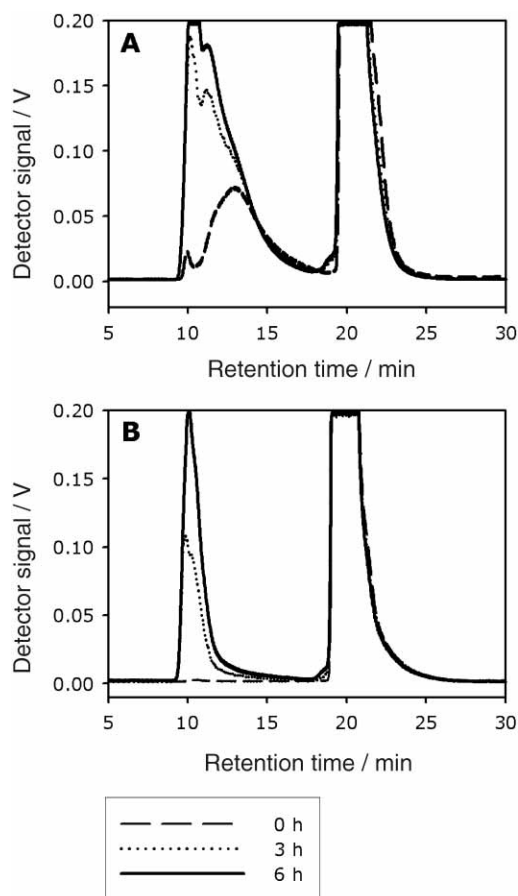 A
Detector signal / V
0.20
0.15
0.10
0.05
0.00
5 10 15 20 25 30
Retention time / min
B
Detector signal / V
0.20
0.15
0.10
0.05
0.00
5 10 15 20 25 30
Retention time / min
0 h
3 h
6 h